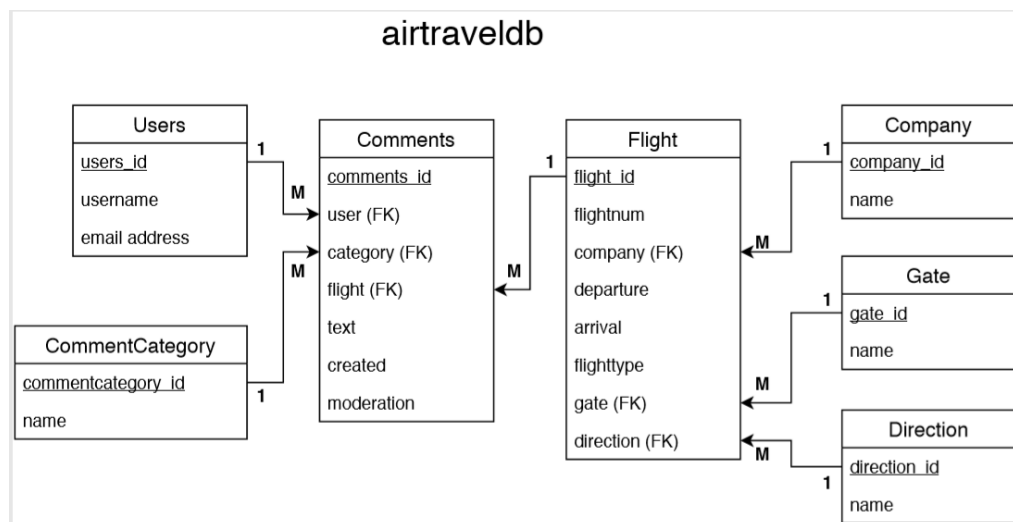 airtraveldb
Users
users_id
username
email address
1
M
CommentCategory
commentcategory_id
name
1
M
Comments
comments_id
user (FK)
category (FK)
flight (FK)
text
created
moderation
M
1
Flight
flight_id
flightnum
company (FK)
departure
arrival
flighttype
gate (FK)
direction (FK)
M
1
Company
company_id
name
M
1
Gate
gate_id
name
M
1
Direction
direction_id
name